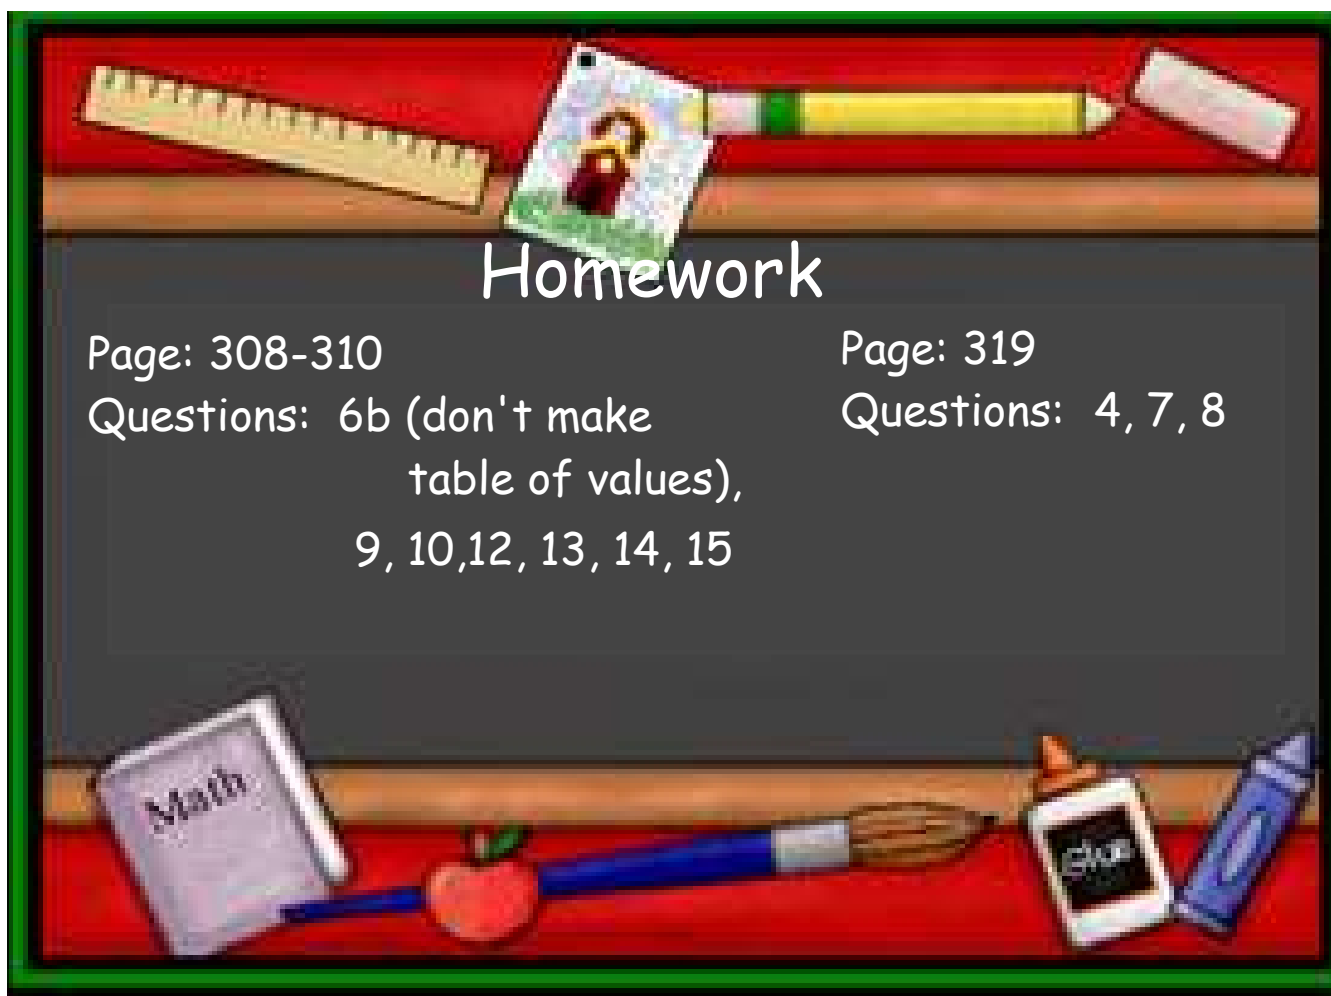 Homework
Page: 308-310
Questions: 6b (don't make
table of values),
9, 10,12, 13, 14, 15
Page: 319
Questions: 4, 7, 8
Math
Glue